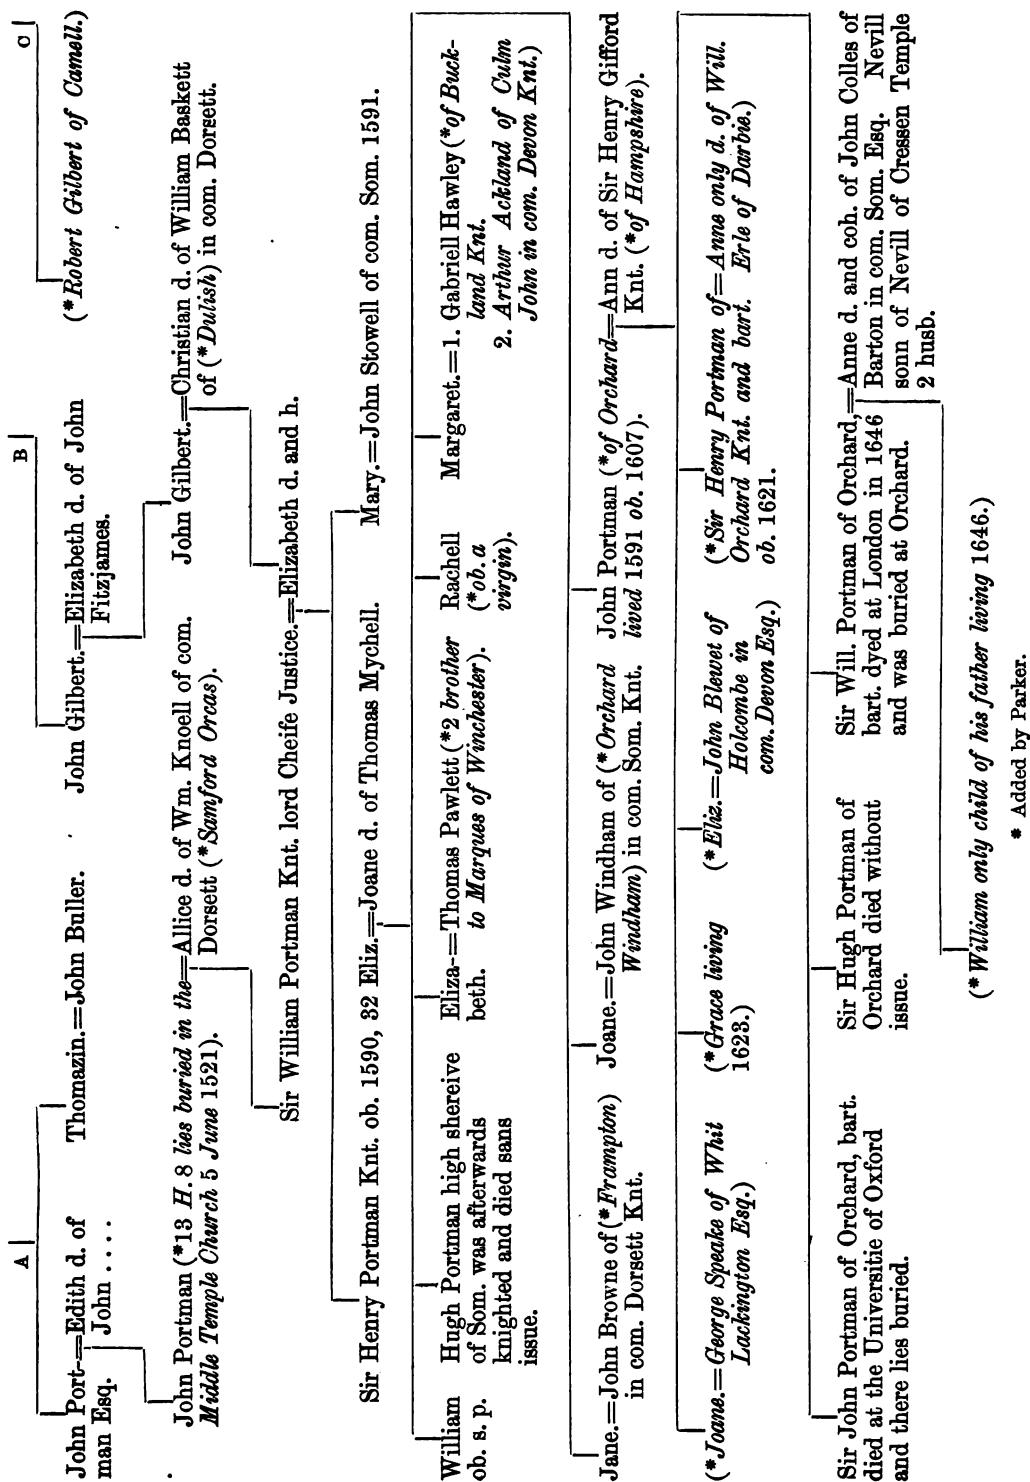 A
B
C
John Port-=Edith d. of
man Esq. John ....
Thomazin.=John Buller.
John Gilbert.=Elizabeth d. of John
Fitzjames.
(*Robert Gilbert of Camell.)
John Portman (*13 H. 8 lies buried in the=Allice d. of Wm. Knoell of com.
Middle Temple Church 5 June 1521). Dorsett (*Samford Orcas).
John Gilbert.=Christian d. of William Baskett
of (*Dulish) in com. Dorsett.
Sir William Portman Knt. lord Cheife Justice.=Elizabeth d. and h.
Sir Henry Portman Knt. ob. 1590, 32 Eliz.=Joane d. of Thomas Mychell.
Mary.=John Stowell of com. Som. 1591.
William
ob. s. p.
Hugh Portman high shereive
of Som. was afterwards
knighted and died sans
issue.
Eliza-=Thomas Pawlett (*2 brother
beth. to Marques of Winchester).
Rachell
(*ob. a
virgin).
Margaret.=1. Gabriell Hawley (*of Buck-
land Knt.
2. Arthur Ackland of Culm
John in com. Devon Knt.)
Jane.=John Browne of (*Frampton)
in com. Dorsett Knt.
Joane.=John Windham of (*Orchard
Windham) in com. Som. Knt.
John Portman (*of Orchard=Ann d. of Sir Henry Gifford
lived 1591 ob. 1607). Knt. (*of Hampshire).
(*Joane.=George Speake of Whit
Lackington Esq.)
(*Grace living
1623.)
(*Eliz.=John Blewet of
Holcombe in
com. Devon Esq.)
(*Sir Henry Portman of=Anne only d. of Will.
Orchard Knt. and bart. Erle of Darbie.)
ob. 1621.
Sir John Portman of Orchard, bart.
died at the Universitie of Oxford
and there lies buried.
Sir Hugh Portman of
Orchard died without
issue.
Sir Will. Portman of Orchard,=Anne d. and coh. of John Colles of
bart. dyed at London in 1646 Barton in com. Som. Esq. Nevill
and was buried at Orchard. sonn of Nevill of Cressen Temple
2 husb.
(*William only child of his father living 1646.)
* Added by Parker.